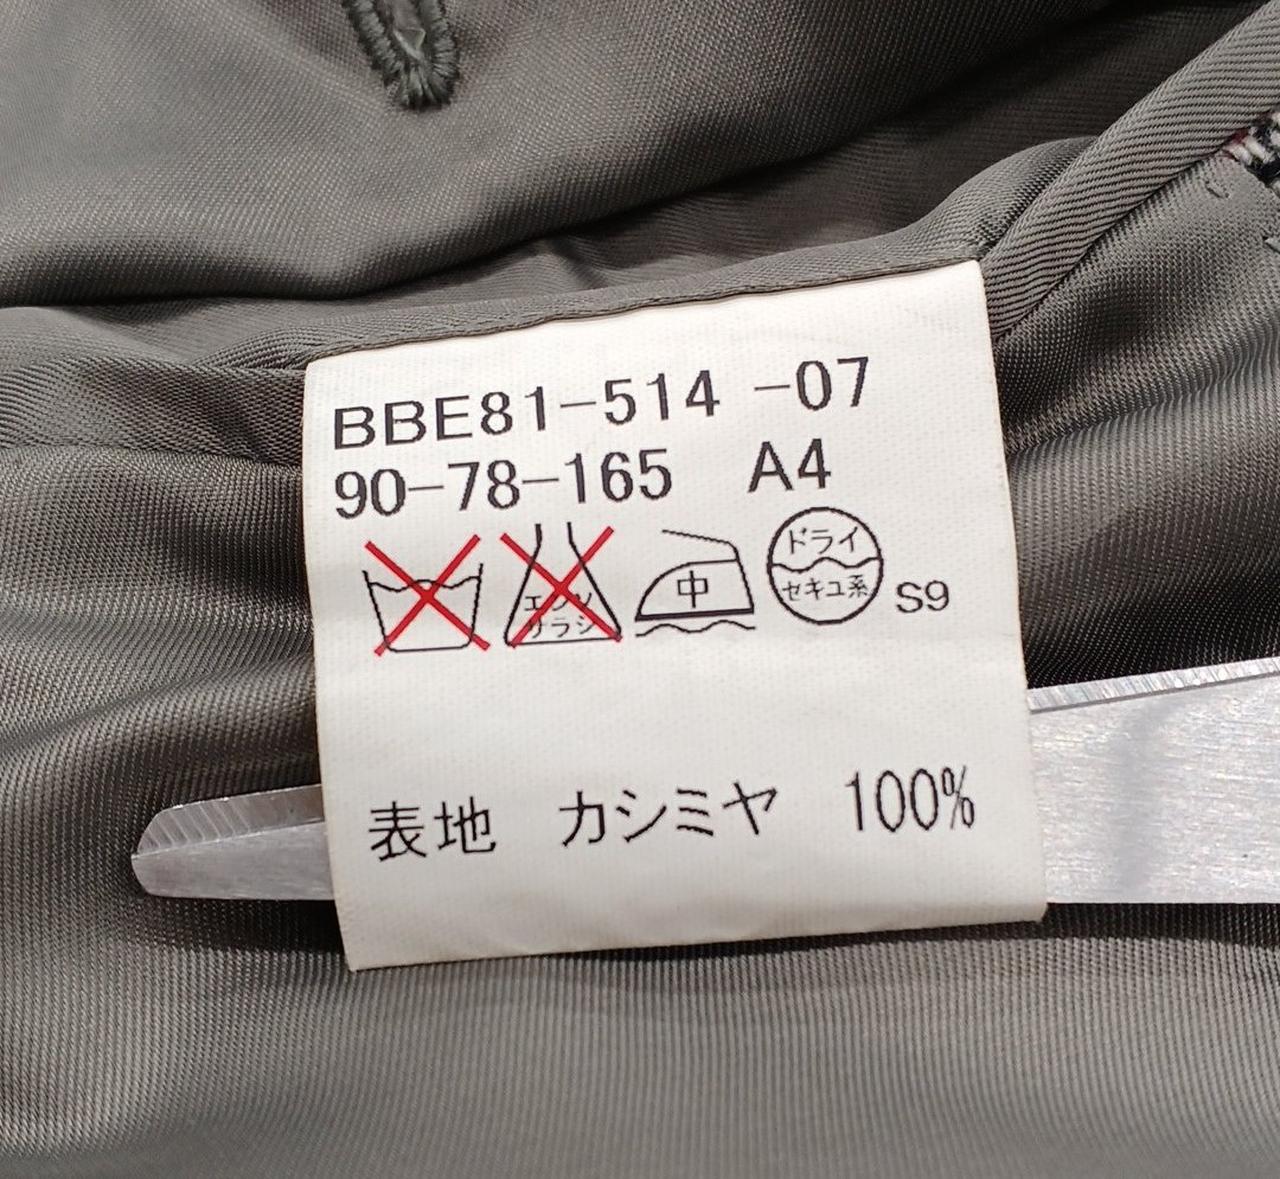 BBE81-514 -07
90-78-165 A4
エンソ
サラシ
中
ドライ
セキユ系
S9
表地 カシミヤ 100%